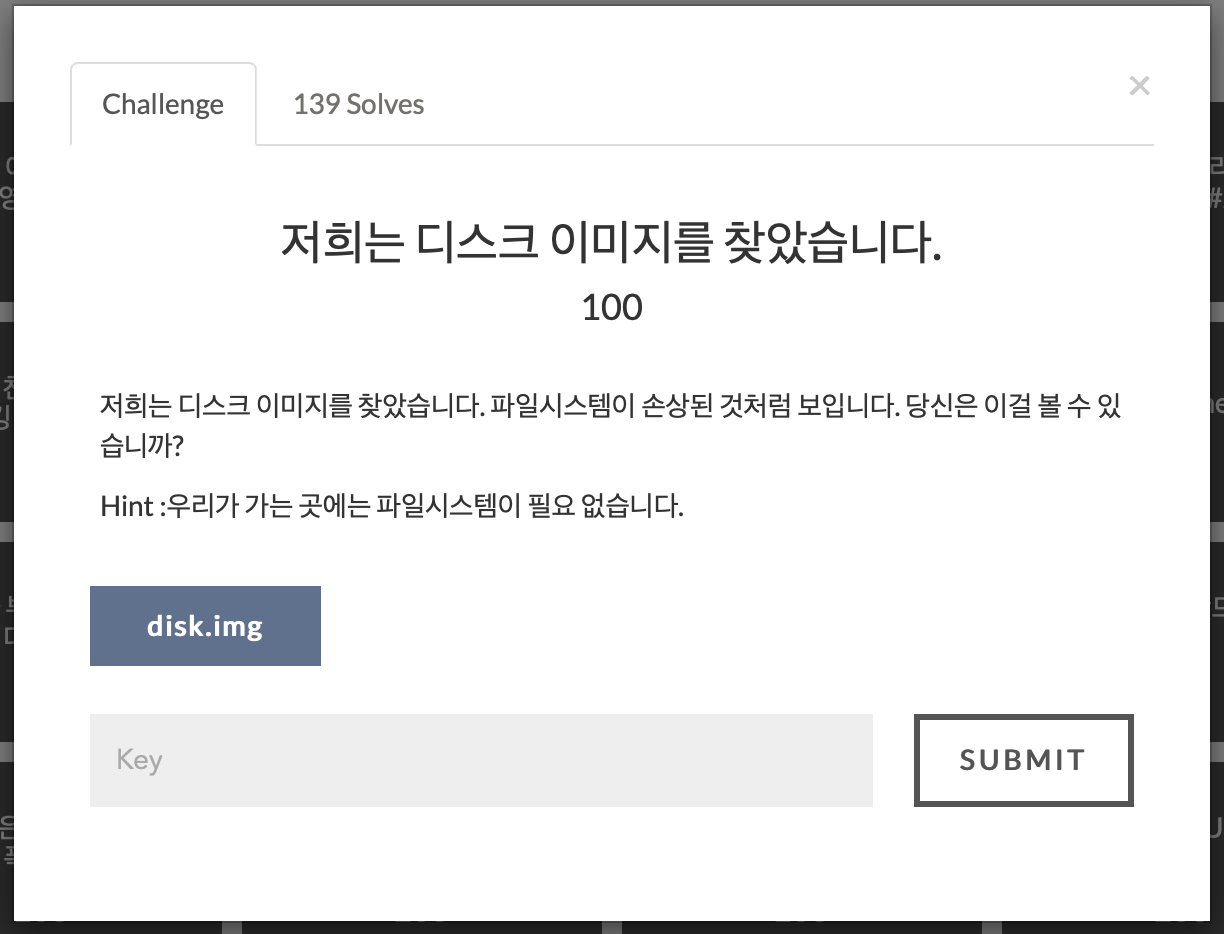 Challenge
139 Solves
×
저희는 디스크 이미지를 찾았습니다.
100
저희는 디스크 이미지를 찾았습니다. 파일시스템이 손상된 것처럼 보입니다. 당신은 이걸 볼 수 있
습니까?
Hint :우리가 가는 곳에는 파일시스템이 필요 없습니다.
disk.img
Key
SUBMIT